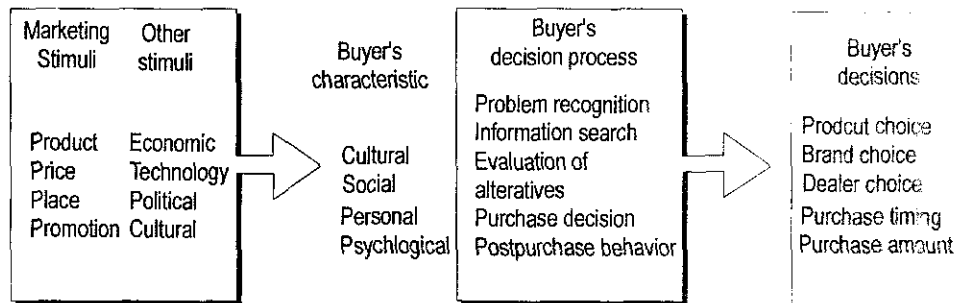 Marketing Stimuli
Other stimuli
Product Economic
Price Technology
Place Political
Promotion Cultural
Buyer's
characteristic
Cultural
Social
Personal
Psychlogical
Buyer's
decision process
Problem recognition
Information search
Evaluation of
alteratives
Purchase decision
Postpurchase behavior
Buyer's
decisions
Prodcut choice
Brand choice
Dealer choice
Purchase timing
Purchase amount